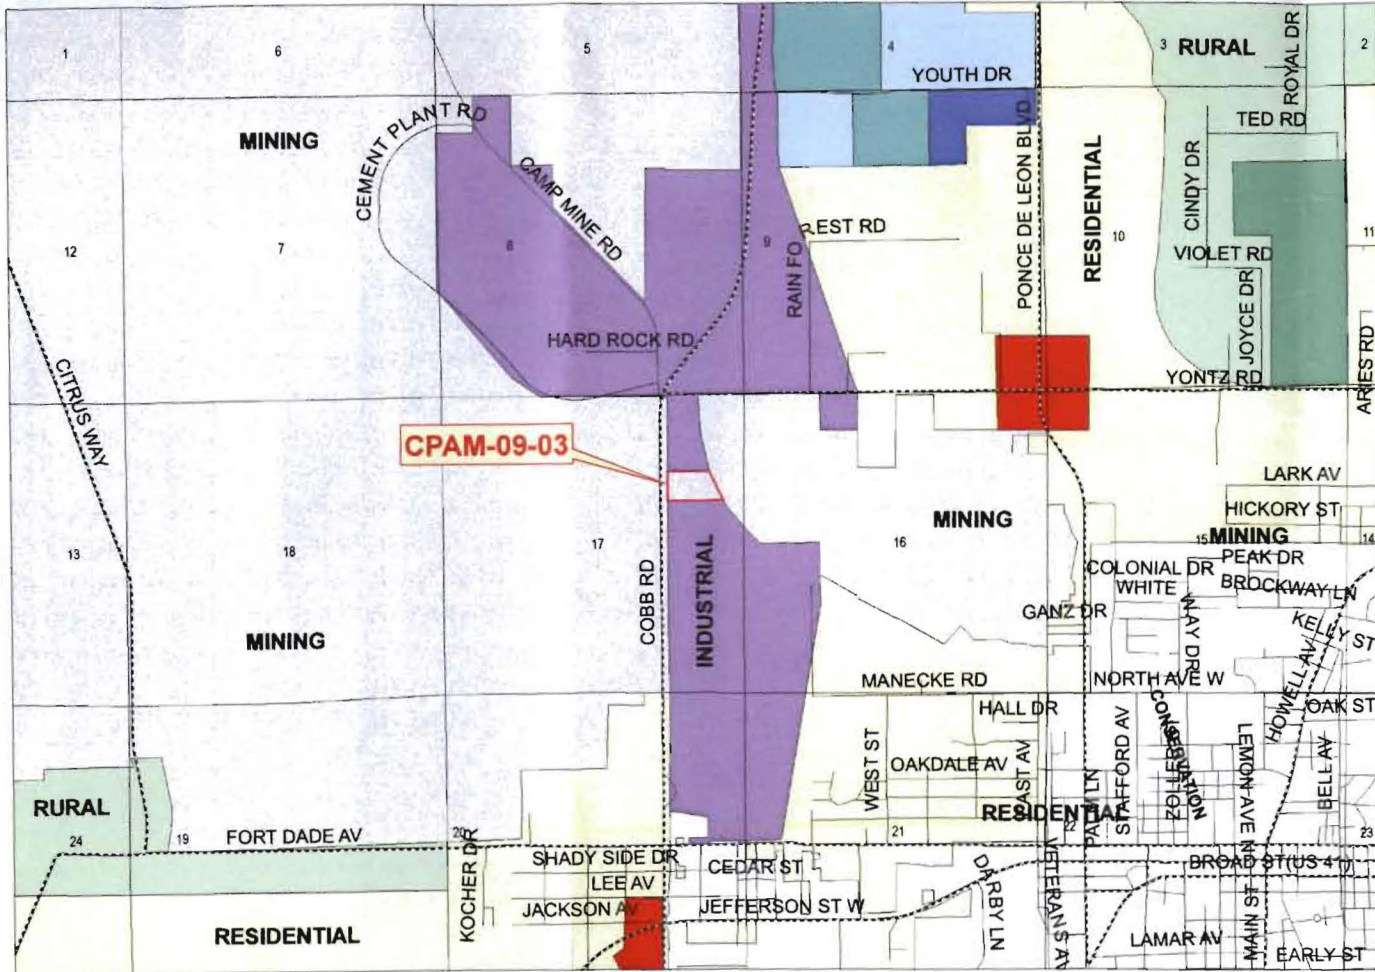 1
6
5
4
3
RURAL
2
ROYAL DR
YOUTH DR
CEMENT PLANT RD
MINING
PONCE DE LEON BLVD
TED RD
RESIDENTIAL
CINDY DR
CAMP MINE RD
12
7
8
9
REST RD
10
11
VIOLET RD
RAIN FO
JOYCE DR
HARD ROCK RD
ARIES RD
YONTZ RD
CITRUS WAY
CPAM-09-03
LARK AV
HICKORY ST
MINING
MINING
13
18
17
16
15
14
PEAK DR
COLONIAL DR
WHITE
WAY DR
BROCKWAY LN
COBB RD
INDUSTRIAL
GANZ DR
KELLY ST
MINING
HOWELL AV
MANECKE RD
NORTH AVE W
HALL DR
OAK ST
CONSERVATION
WEST ST
OAKDALE AV
AST AV
STAFFORD AV
ZOLLER
LEMON AVE N
BELL AV
PALM LN
RURAL
RESIDENTIAL
24
19
FORT DADE AV
20
21
22
23
KOCHER DR
SHADY SIDE DR
CEDAR ST
BROAD ST(US 41)
LEE AV
DARBY LN
VETERANS AV
JACKSON AV
JEFFERSON ST W
MAIN ST
RESIDENTIAL
LAMAR AV
EARLY ST